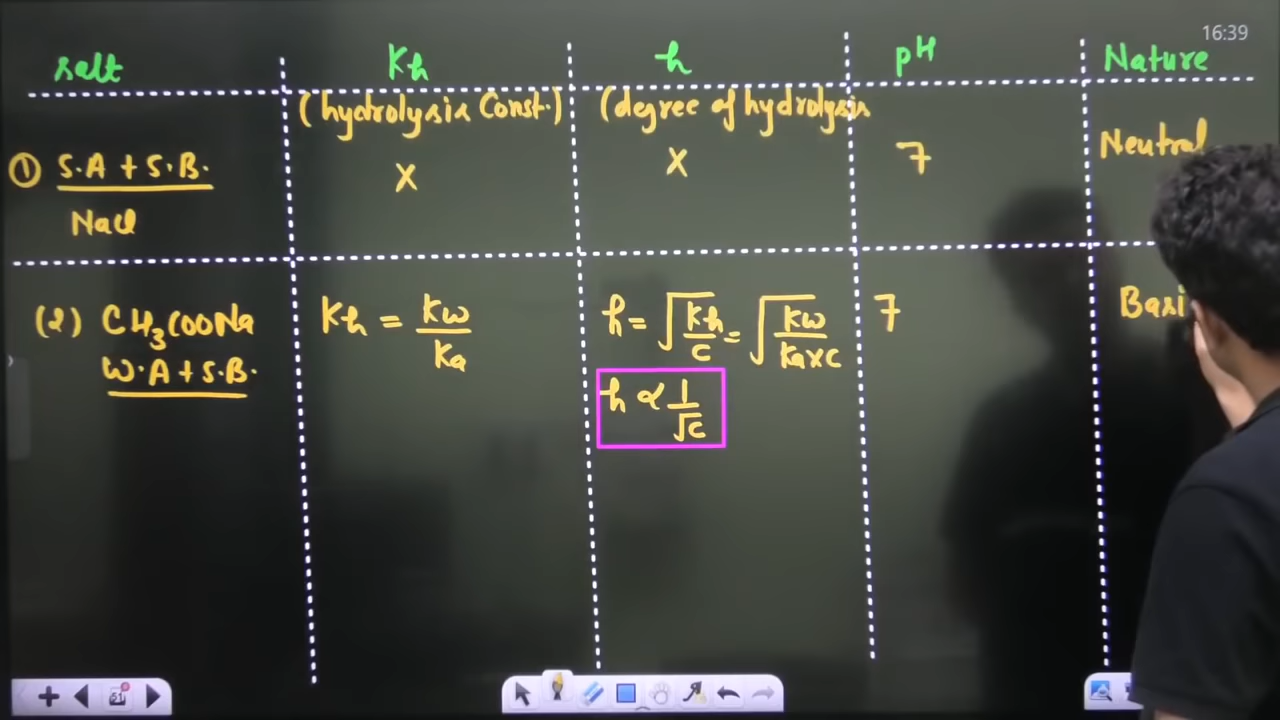 16:39
salt Kh h pH Nature
(hydrolysis Const.) (degree of hydrolysis
① S.A + S.B. X X 7 Neutral
NaCl
(2) CH₃COONa Kh = Kw/Ka h = √(Kh/C) = √(Kw/(Ka×C)) 7 Basi
W.A + S.B. h ∝ 1/√C